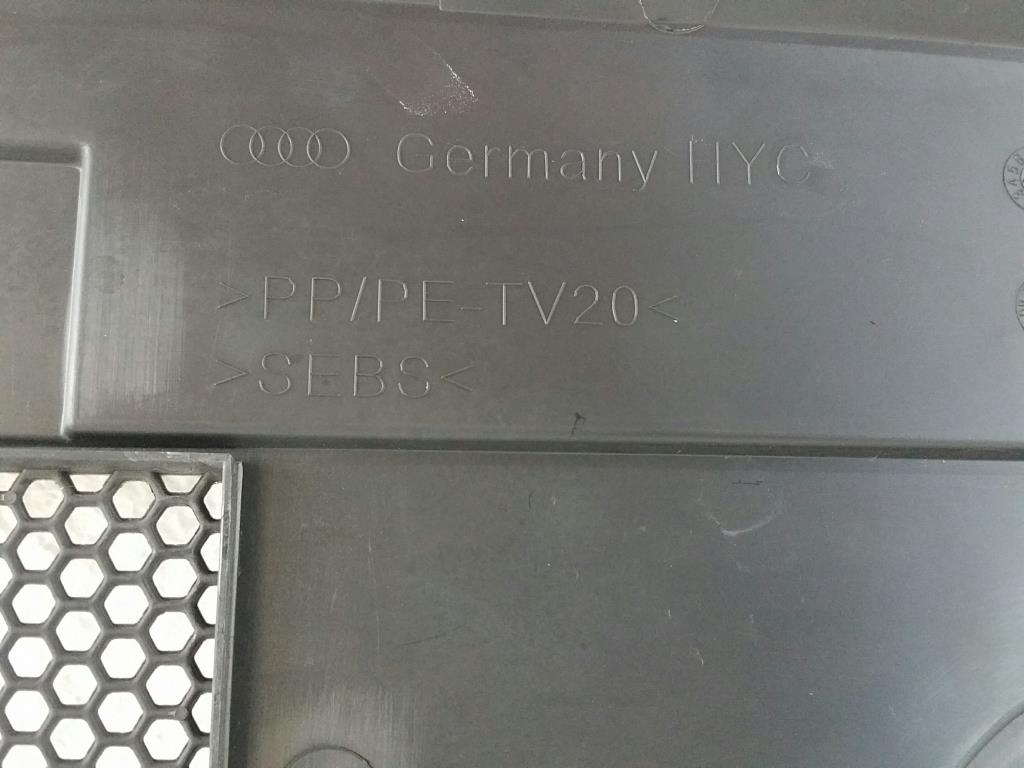 Germany HYC
>PP/PE-TV20<
>SEBS<